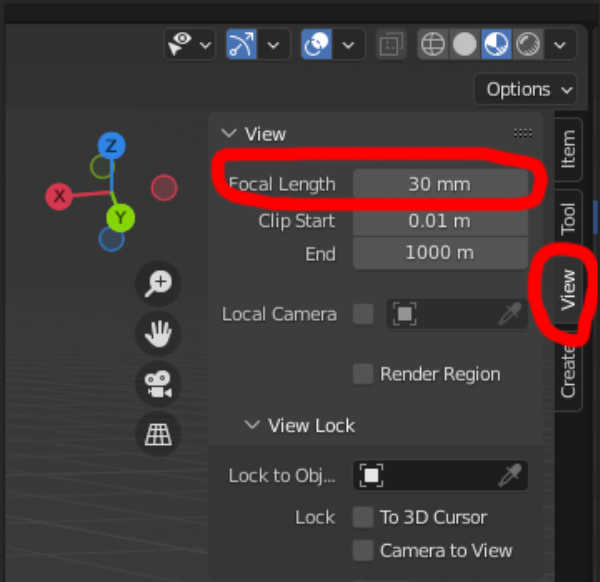 Options
View
Focal Length 30 mm
Clip Start 0.01 m
End 1000 m
Local Camera
Render Region
View Lock
Lock to Obj...
Lock To 3D Cursor
Camera to View
Item
Tool
View
Create
Z
X
Y